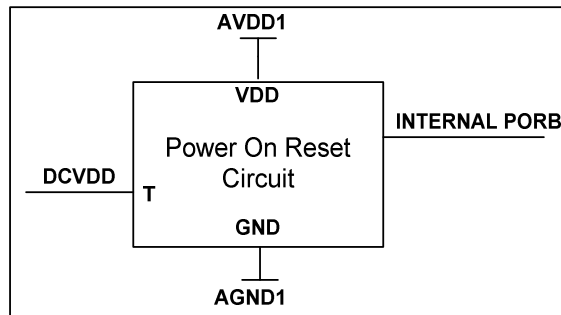 AVDD1
VDD
INTERNAL PORB
Power On Reset
Circuit
DCVDD
T
GND
AGND1